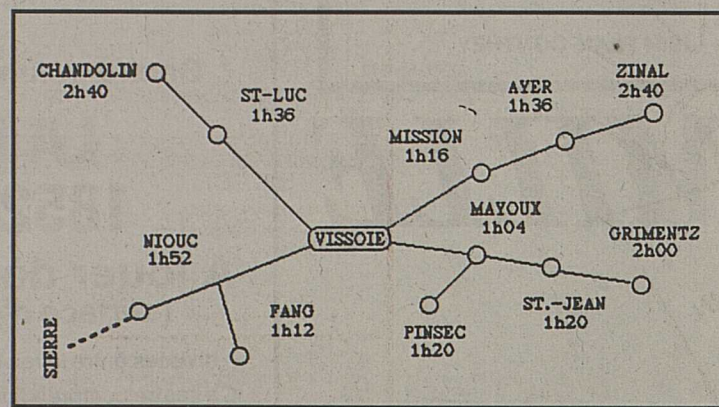 CHANDOLIN
2h40
ST-LUC
1h36
MISSION
1h16
AYER
1h36
ZINAL
2h40
NIOUC
1h52
VISSOIE
MAYOUX
1h04
GRIMENTZ
2h00
SIERRE
FANG
1h12
PINSEC
1h20
ST.-JEAN
1h20